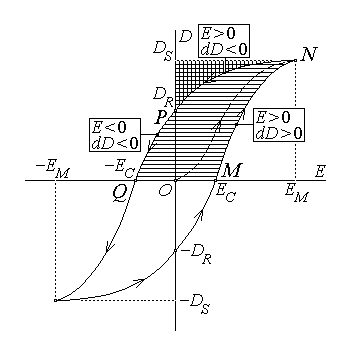 D
E>0
dD<0
D_S
N
D_R
P
E<0
dD<0
E>0
dD>0
−E_M
−E_C
M
E
Q
O
E_C
E_M
−D_R
−D_S